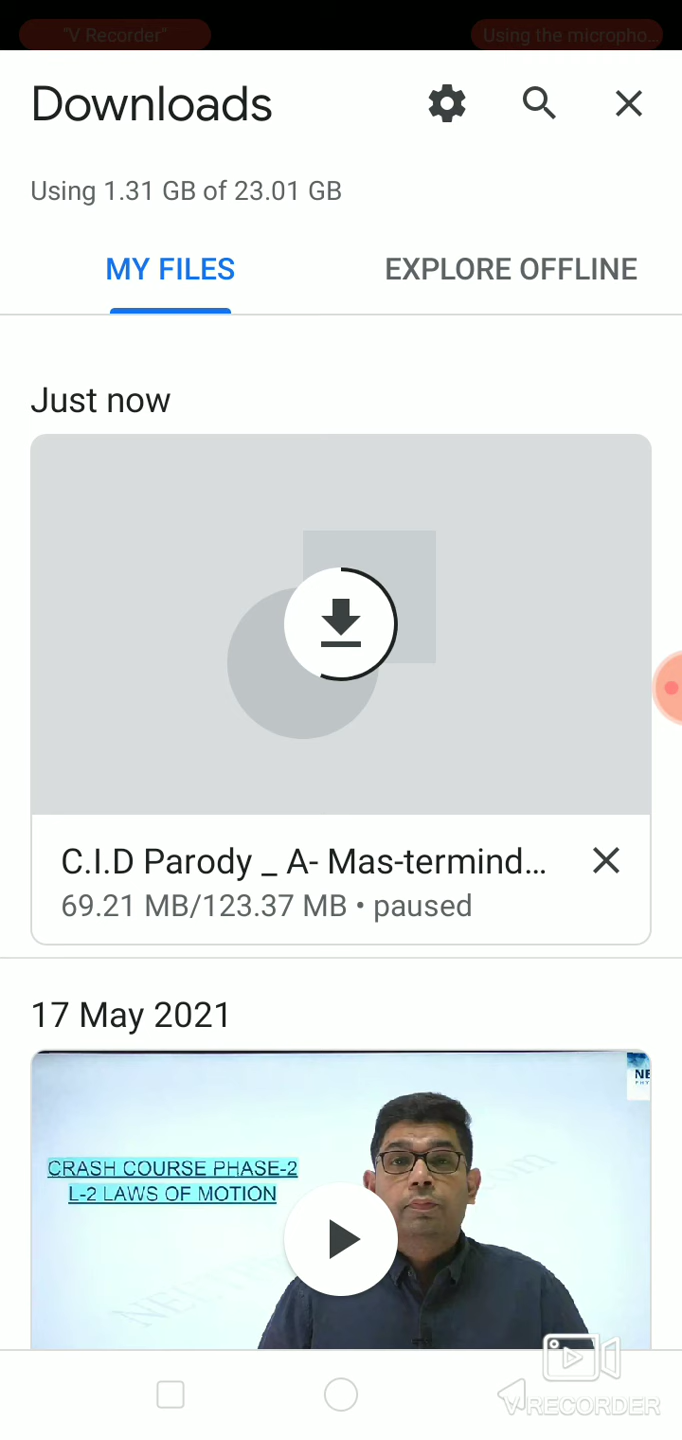 "V Recorder"
Using the micropho...
Downloads
Using 1.31 GB of 23.01 GB
MY FILES
EXPLORE OFFLINE
Just now
C.I.D Parody _ A- Mas-termind...
69.21 MB/123.37 MB • paused
17 May 2021
NE
CRASH COURSE PHASE-2
L-2 LAWS OF MOTION
VRECORDER